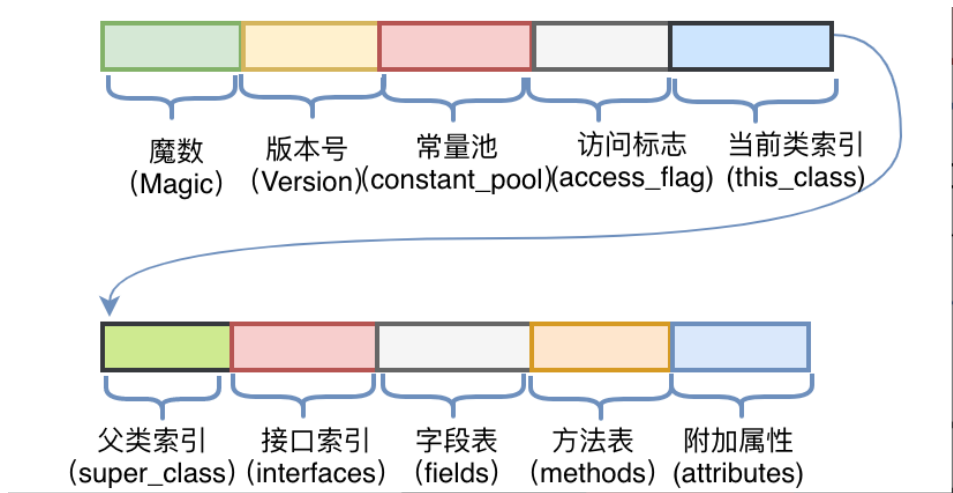 魔数 版本号 常量池 访问标志 当前类索引
(Magic) (Version) (constant_pool) (access_flag) (this_class)
父类索引 接口索引 字段表 方法表 附加属性
(super_class) (interfaces) (fields) (methods) (attributes)